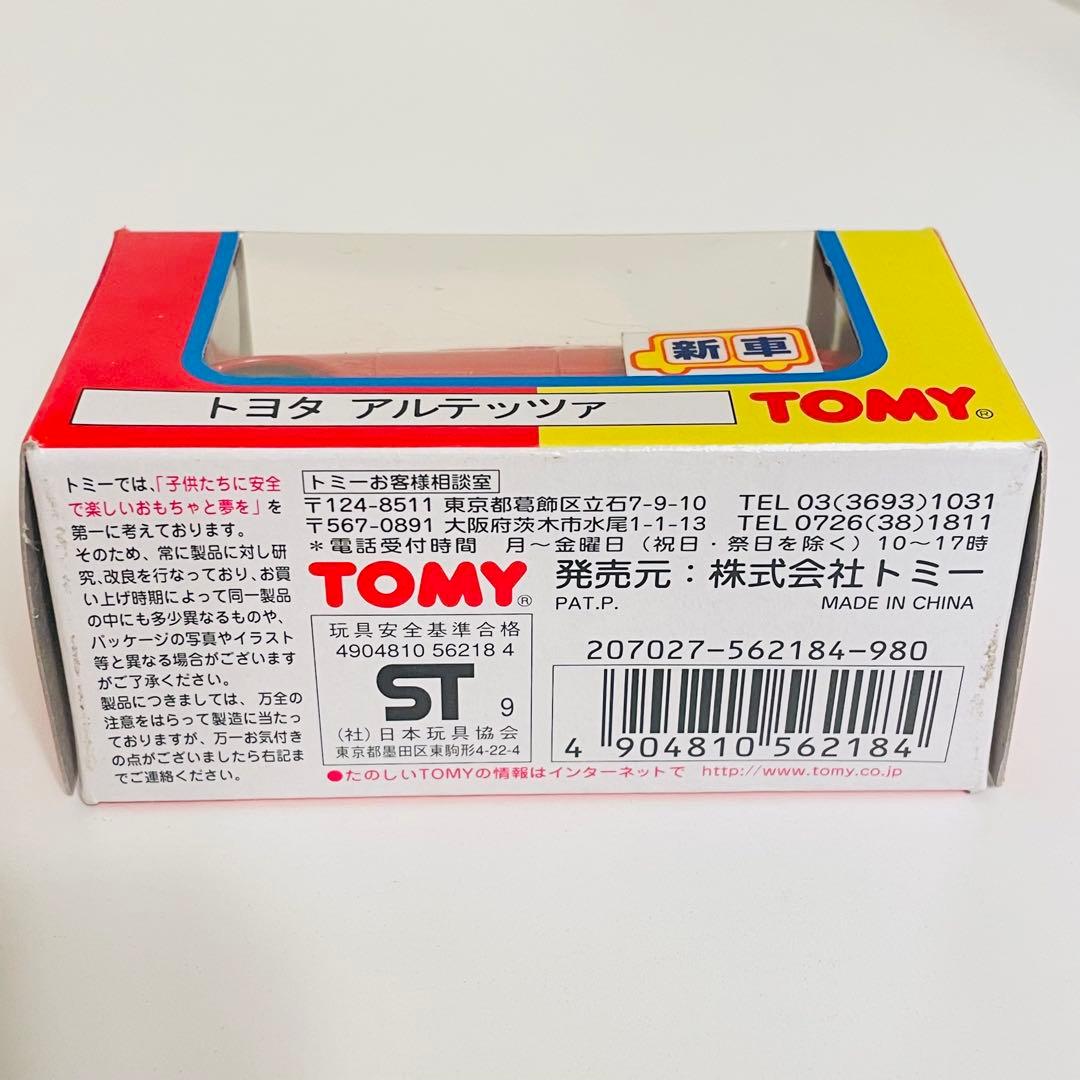 新車
トヨタ アルテッツァ
TOMY®
トミーでは、「子供たちに安全
で楽しいおもちゃと夢を」を
第一に考えております。
そのため、常に製品に対し研
究、改良を行なっており、お買
い上げ時期によって同一製品
の中にも多少異なるものや、
パッケージの写真やイラスト
等と異なる場合がございます
がご了承ください。
製品につきましては、万全の
注意をはらって製造に当たっ
ておりますが、万一お気付き
の点がございましたら右記ま
でご連絡ください。
トミーお客様相談室
〒124-8511 東京都葛飾区立石7-9-10 TEL 03(3693)1031
〒567-0891 大阪府茨木市水尾1-1-13 TEL 0726(38)1811
*電話受付時間 月~金曜日(祝日・祭日を除く)10~17時
TOMY® 発売元:株式会社トミー
PAT.P. MADE IN CHINA
玩具安全基準合格
4904810 56218 4
ST 9
(社)日本玩具協会
東京都墨田区東駒形4-22-4
207027-562184-980
4 904810 562184
●たのしいTOMYの情報はインターネットで http://www.tomy.co.jp